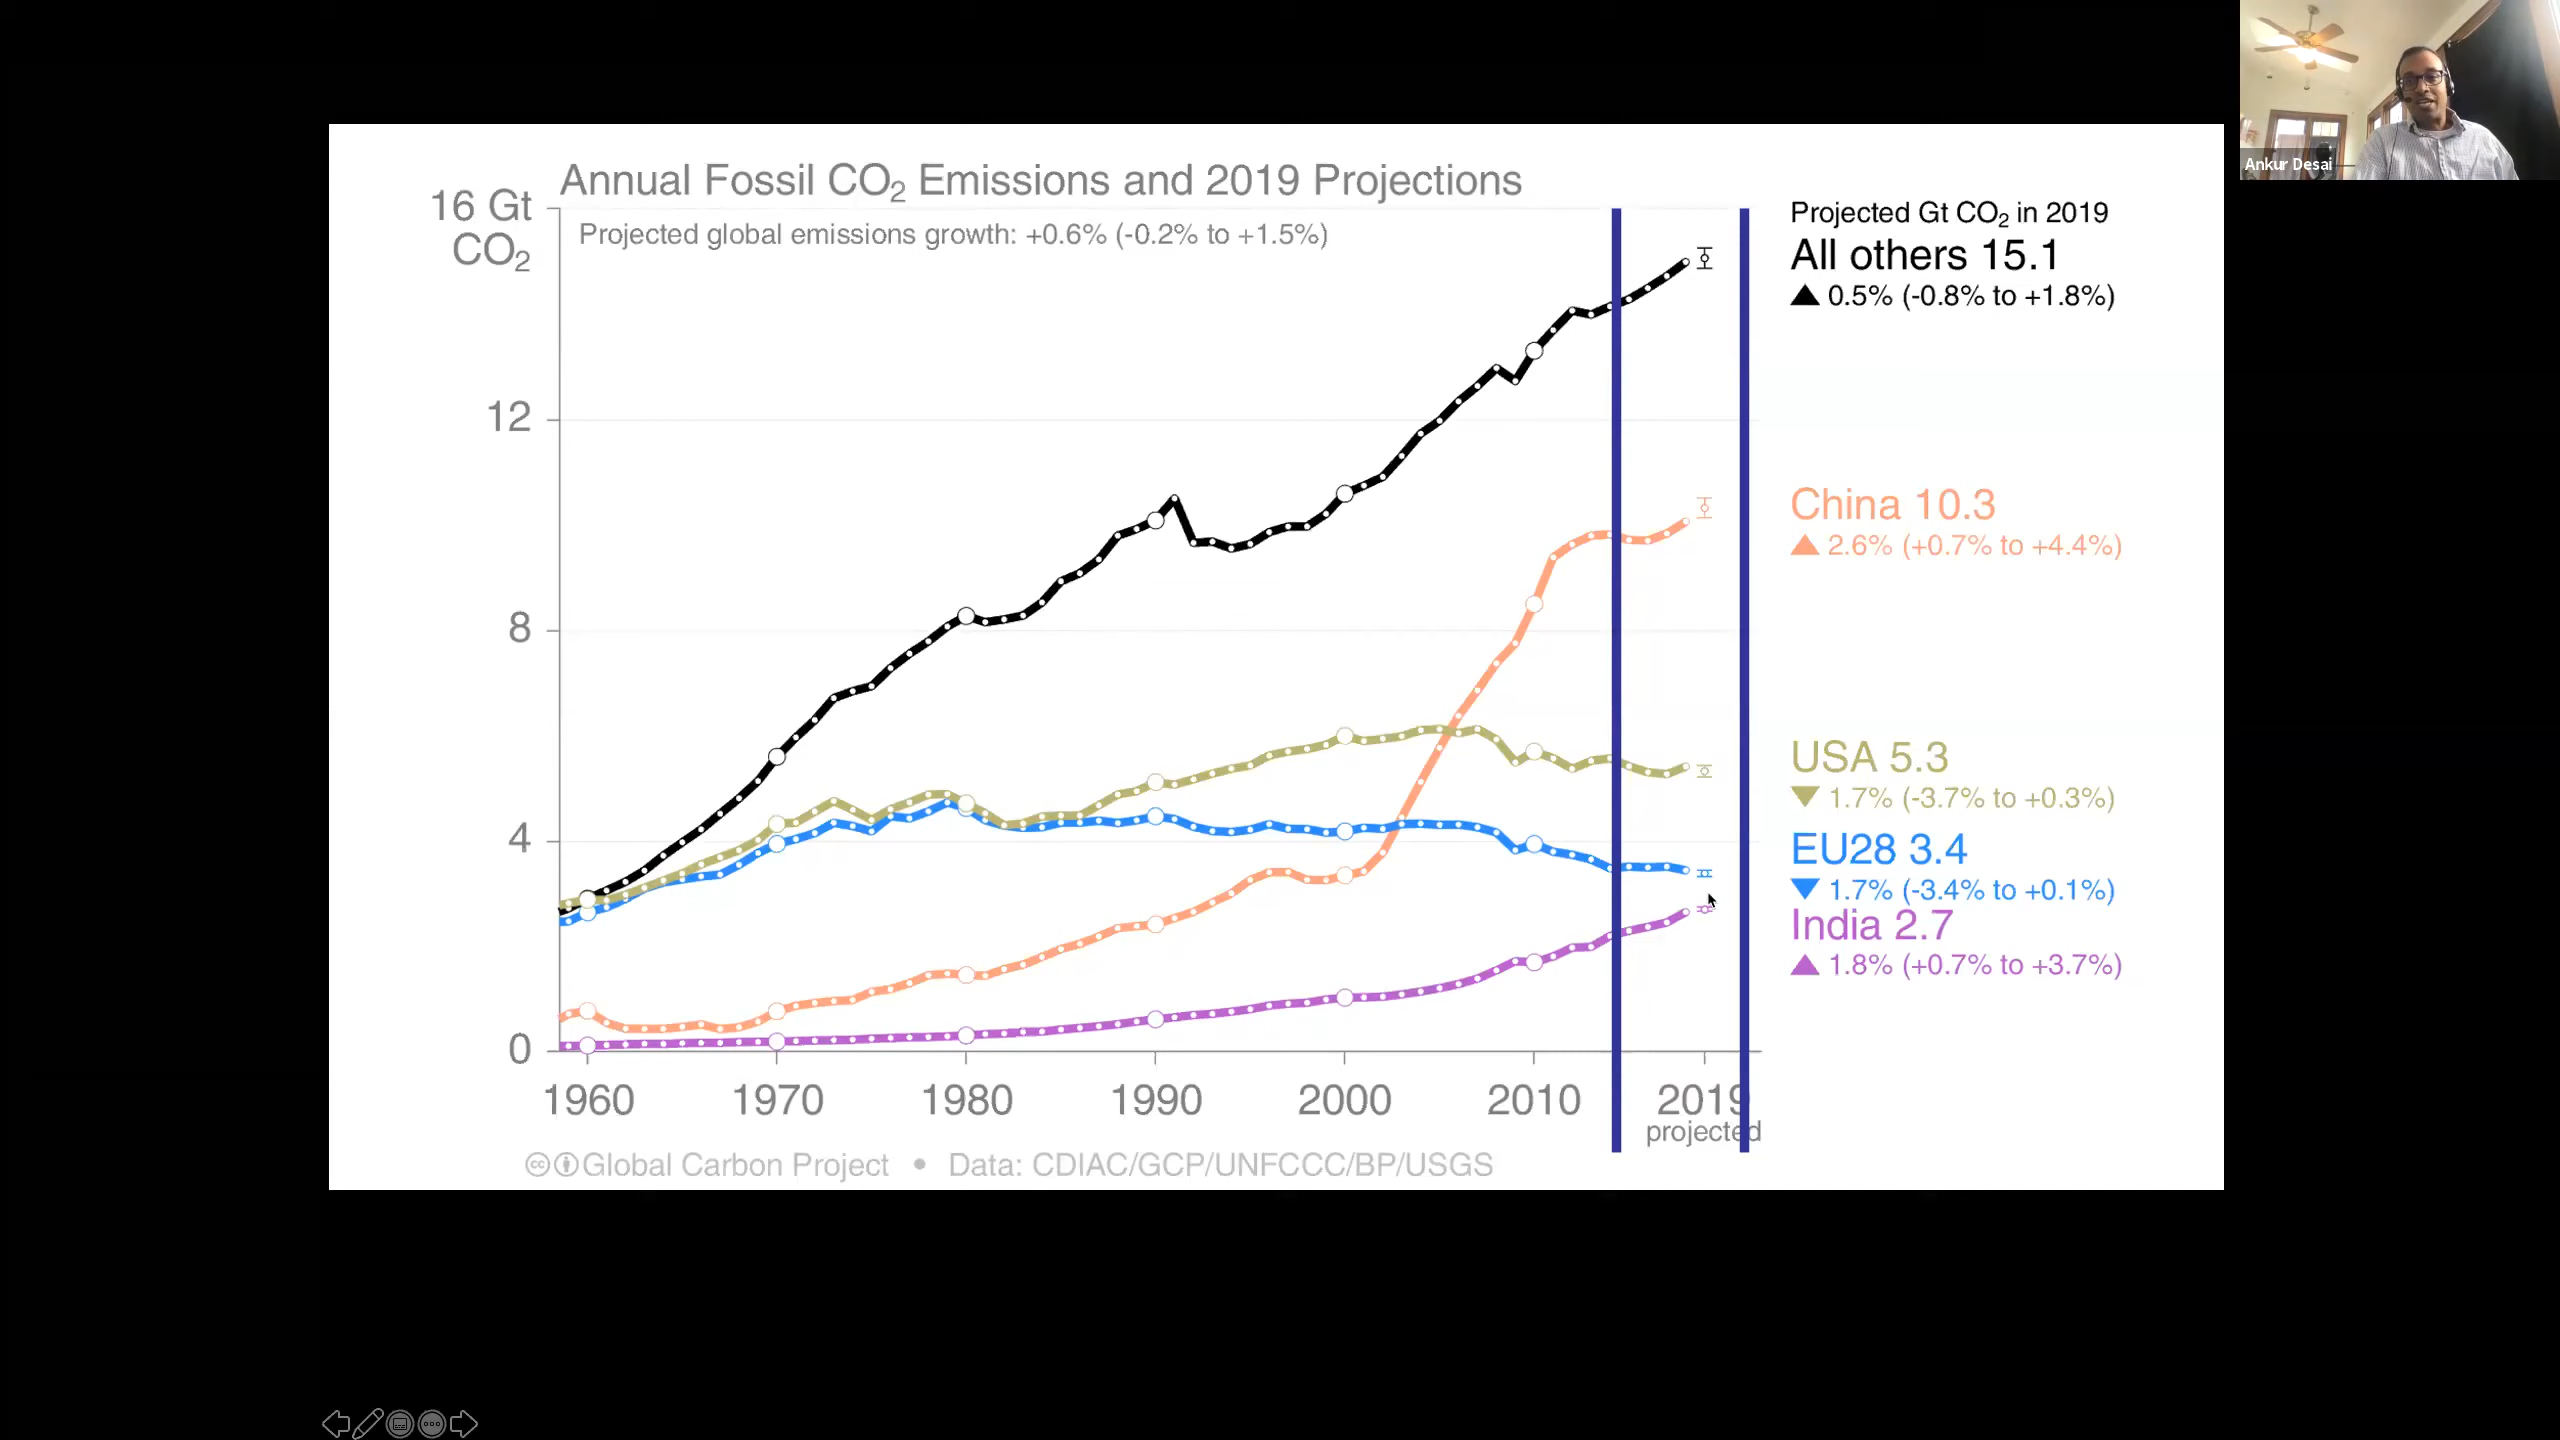 Ankur Desai
Annual Fossil CO₂ Emissions and 2019 Projections
16 Gt
CO₂
Projected global emissions growth: +0.6% (-0.2% to +1.5%)
12
8
4
0
1960
1970
1980
1990
2000
2010
2019
projected
Projected Gt CO₂ in 2019
All others 15.1
▲ 0.5% (-0.8% to +1.8%)
China 10.3
▲ 2.6% (+0.7% to +4.4%)
USA 5.3
▼ 1.7% (-3.7% to +0.3%)
EU28 3.4
▼ 1.7% (-3.4% to +0.1%)
India 2.7
▲ 1.8% (+0.7% to +3.7%)
Global Carbon Project • Data: CDIAC/GCP/UNFCCC/BP/USGS